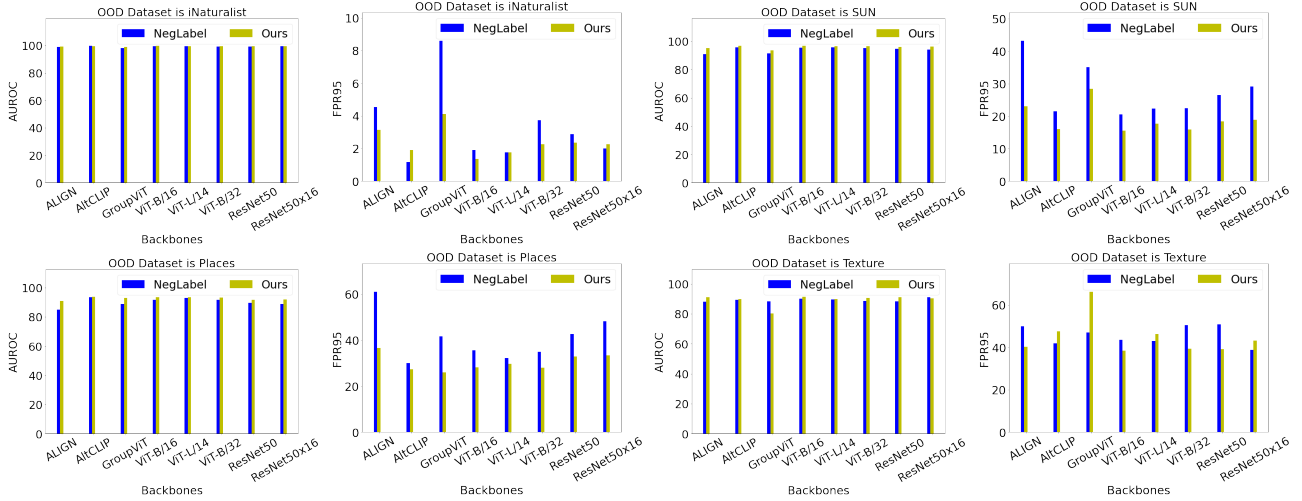 OOD Dataset is iNaturalist
NegLabel Ours
100
80
60
40
20
0
AUROC
ALIGN AltCLIP GroupViT ViT-B/16 ViT-L/14 ViT-B/32 ResNet50 ResNet50x16
Backbones
OOD Dataset is iNaturalist
NegLabel Ours
10
8
6
4
2
0
FPR95
ALIGN AltCLIP GroupViT ViT-B/16 ViT-L/14 ViT-B/32 ResNet50 ResNet50x16
Backbones
OOD Dataset is SUN
NegLabel Ours
100
80
60
40
20
0
AUROC
ALIGN AltCLIP GroupViT ViT-B/16 ViT-L/14 ViT-B/32 ResNet50 ResNet50x16
Backbones
OOD Dataset is SUN
NegLabel Ours
50
40
30
20
10
0
FPR95
ALIGN AltCLIP GroupViT ViT-B/16 ViT-L/14 ViT-B/32 ResNet50 ResNet50x16
Backbones
OOD Dataset is Places
NegLabel Ours
100
80
60
40
20
0
AUROC
ALIGN AltCLIP GroupViT ViT-B/16 ViT-L/14 ViT-B/32 ResNet50 ResNet50x16
Backbones
OOD Dataset is Places
NegLabel Ours
60
40
20
0
FPR95
ALIGN AltCLIP GroupViT ViT-B/16 ViT-L/14 ViT-B/32 ResNet50 ResNet50x16
Backbones
OOD Dataset is Texture
NegLabel Ours
100
80
60
40
20
0
AUROC
ALIGN AltCLIP GroupViT ViT-B/16 ViT-L/14 ViT-B/32 ResNet50 ResNet50x16
Backbones
OOD Dataset is Texture
NegLabel Ours
60
40
20
0
FPR95
ALIGN AltCLIP GroupViT ViT-B/16 ViT-L/14 ViT-B/32 ResNet50 ResNet50x16
Backbones